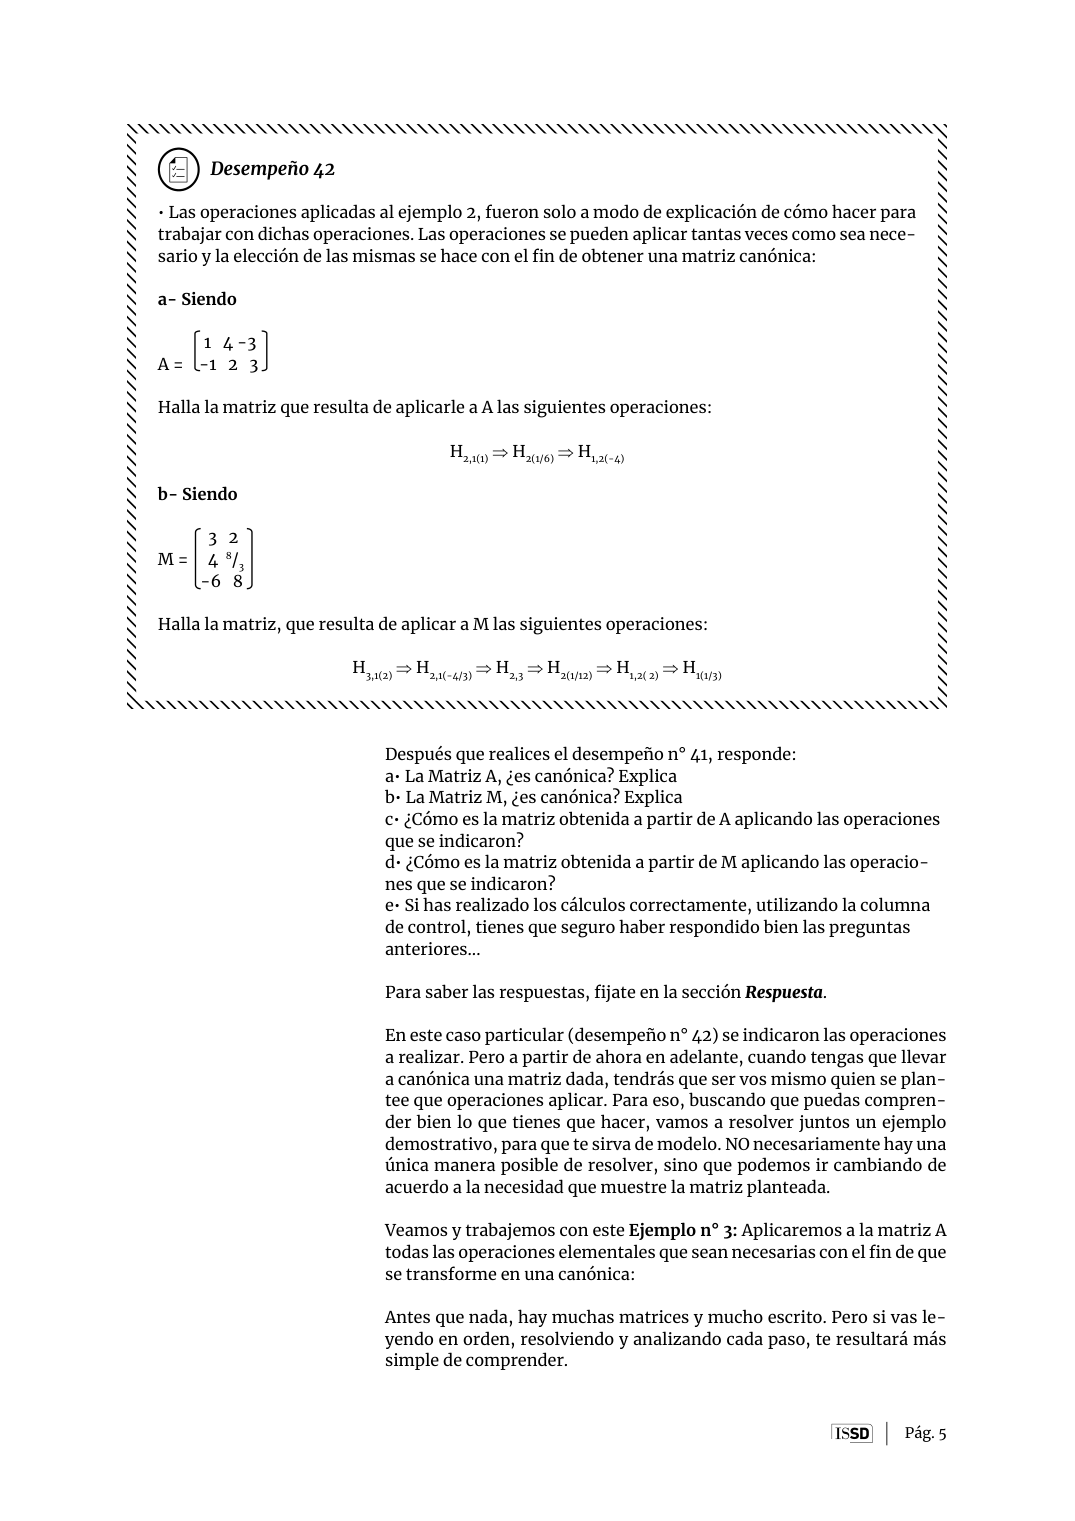 Desempeño 42
• Las operaciones aplicadas al ejemplo 2, fueron solo a modo de explicación de cómo hacer para
trabajar con dichas operaciones. Las operaciones se pueden aplicar tantas veces como sea nece-
sario y la elección de las mismas se hace con el fin de obtener una matriz canónica:
a- Siendo
1 4 -3
A = -1 2 3
Halla la matriz que resulta de aplicarle a A las siguientes operaciones:
H2,1(1) ⇒ H2(1/6) ⇒ H1,2(-4)
b- Siendo
3 2
M = 4 8/3
-6 8
Halla la matriz, que resulta de aplicar a M las siguientes operaciones:
H3,1(2) ⇒ H2,1(-4/3) ⇒ H2,3 ⇒ H2(1/12) ⇒ H1,2( 2) ⇒ H1(1/3)
Después que realices el desempeño n° 41, responde:
a• La Matriz A, ¿es canónica? Explica
b• La Matriz M, ¿es canónica? Explica
c• ¿Cómo es la matriz obtenida a partir de A aplicando las operaciones
que se indicaron?
d• ¿Cómo es la matriz obtenida a partir de M aplicando las operacio-
nes que se indicaron?
e• Si has realizado los cálculos correctamente, utilizando la columna
de control, tienes que seguro haber respondido bien las preguntas
anteriores...
Para saber las respuestas, fijate en la sección Respuesta.
En este caso particular (desempeño n° 42) se indicaron las operaciones
a realizar. Pero a partir de ahora en adelante, cuando tengas que llevar
a canónica una matriz dada, tendrás que ser vos mismo quien se plan-
tee que operaciones aplicar. Para eso, buscando que puedas compren-
der bien lo que tienes que hacer, vamos a resolver juntos un ejemplo
demostrativo, para que te sirva de modelo. NO necesariamente hay una
única manera posible de resolver, sino que podemos ir cambiando de
acuerdo a la necesidad que muestre la matriz planteada.
Veamos y trabajemos con este Ejemplo n° 3: Aplicaremos a la matriz A
todas las operaciones elementales que sean necesarias con el fin de que
se transforme en una canónica:
Antes que nada, hay muchas matrices y mucho escrito. Pero si vas le-
yendo en orden, resolviendo y analizando cada paso, te resultará más
simple de comprender.
ISSD Pág. 5